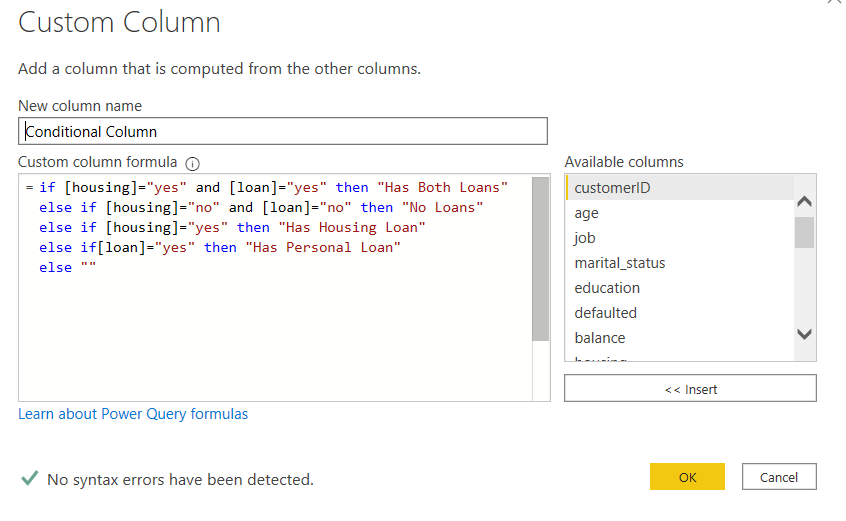 Custom Column
Add a column that is computed from the other columns.
New column name
Conditional Column
Custom column formula
Available columns
= if [housing]="yes" and [loan]="yes" then "Has Both Loans"
else if [housing]="no" and [loan]="no" then "No Loans"
else if [housing]="yes" then "Has Housing Loan"
else if[loan]="yes" then "Has Personal Loan"
else ""
customerID
age
job
marital_status
education
defaulted
balance
<< Insert
Learn about Power Query formulas
No syntax errors have been detected.
OK
Cancel